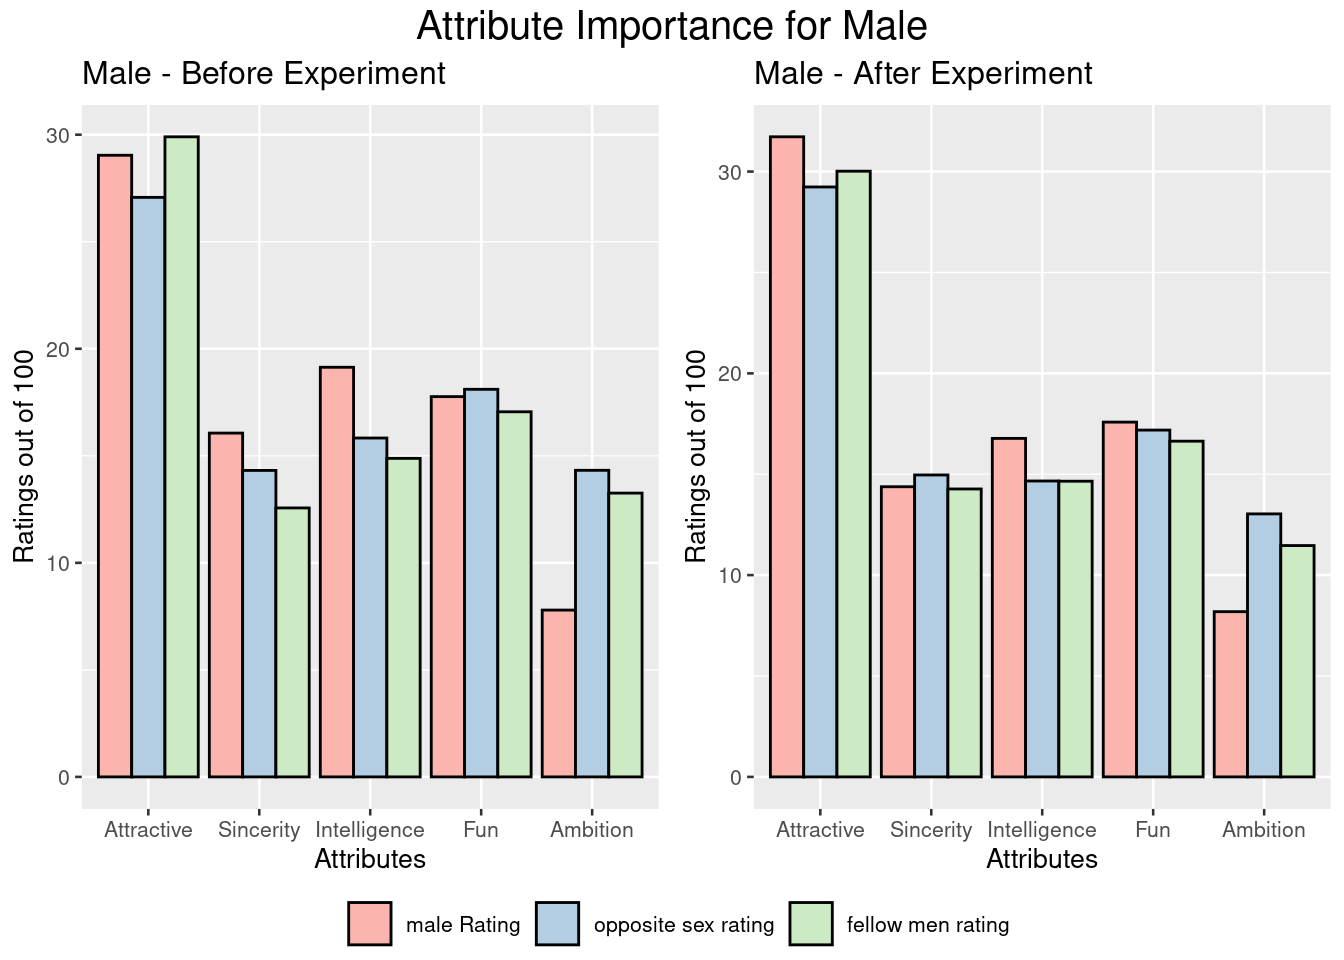 Attribute Importance for Male
Male - Before Experiment
Ratings out of 100
30
20
10
0
Attractive Sincerity Intelligence Fun Ambition
Attributes
Male - After Experiment
Ratings out of 100
30
20
10
0
Attractive Sincerity Intelligence Fun Ambition
Attributes
male Rating opposite sex rating fellow men rating